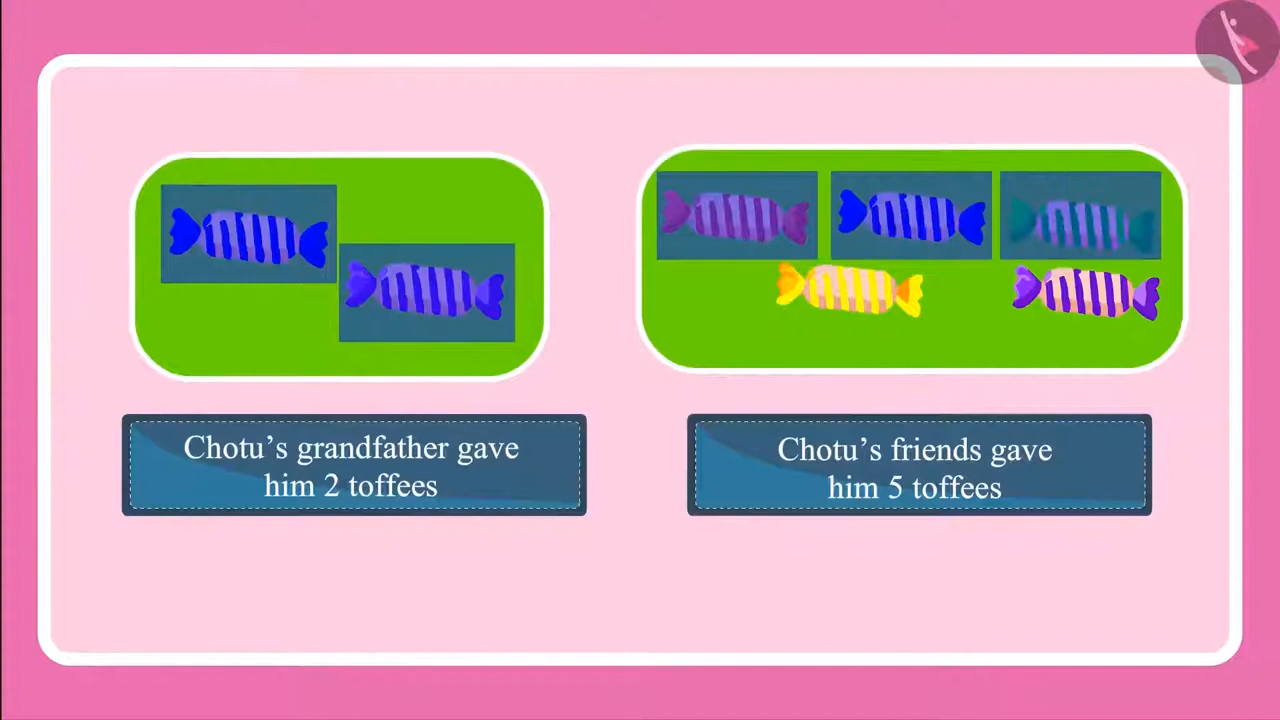 Chotu’s grandfather gave
him 2 toffees
Chotu’s friends gave
him 5 toffees